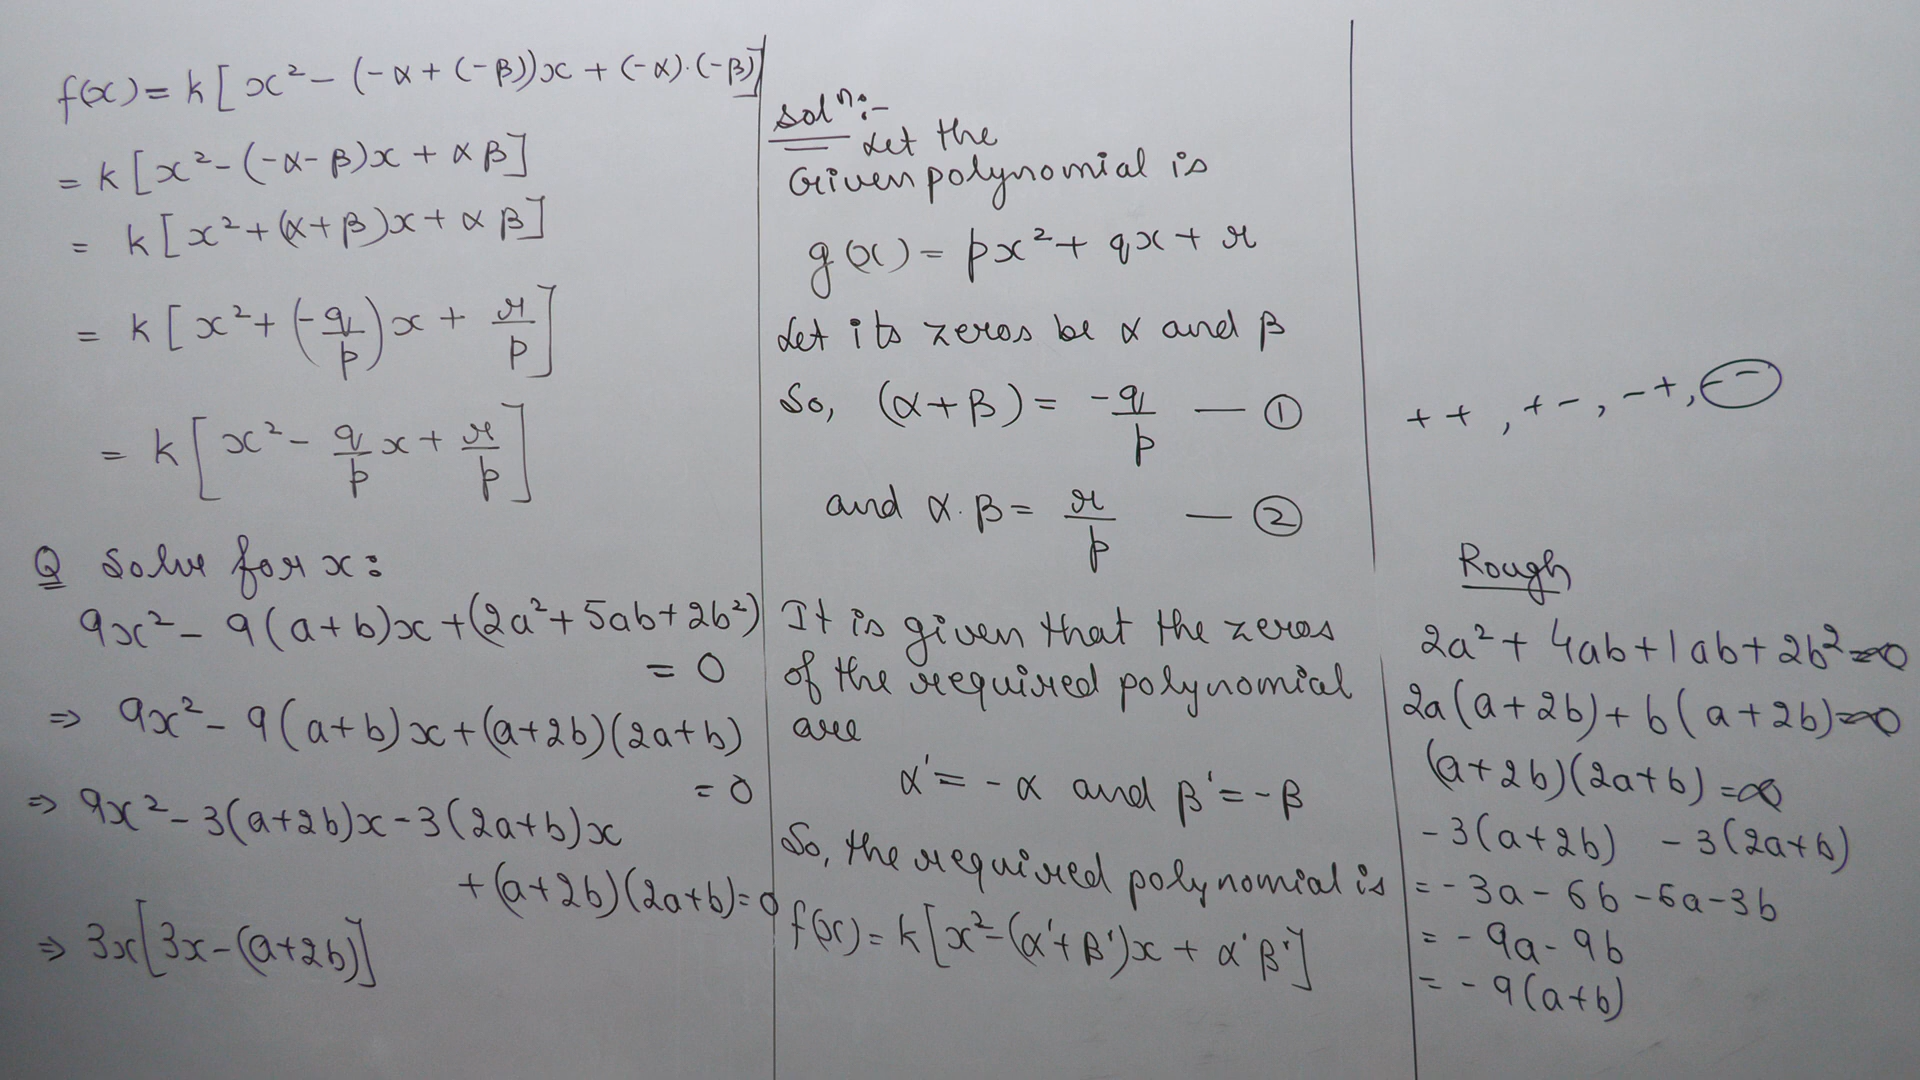 f(x) = k[x² - (-α + (-β))x + (-α)·(-β)]
= k[x² - (-α - β)x + αβ]
= k[x² + (α + β)x + αβ]
= k[x² + (-q/p)x + r/p]
= k[x² - q/p x + r/p]
Q Solve for x:
9x² - 9(a+b)x + (2a² + 5ab + 2b²)
= 0
⇒ 9x² - 9(a+b)x + (a+2b)(2a+b)
= 0
⇒ 9x² - 3(a+2b)x - 3(2a+b)x
+ (a+2b)(2a+b) = 0
⇒ 3x[3x - (a+2b)]
Solⁿ:-
Let the
Given polynomial is
g(x) = px² + qx + r
Let its zeros be α and β
So, (α+β) = -q/p — ①
and α·β = r/p — ②
It is given that the zeros
of the required polynomial
are
α' = -α and β' = -β
So, the required polynomial is
f(x) = k[x² - (α' + β')x + α'β']
+ +, + -, - +, - -
Rough
2a² + 4ab + 1ab + 2b² = 0
2a(a+2b) + b(a+2b) = 0
(a+2b)(2a+b) = 0
-3(a+2b) -3(2a+b)
= -3a - 6b - 6a - 3b
= -9a - 9b
= -9(a+b)